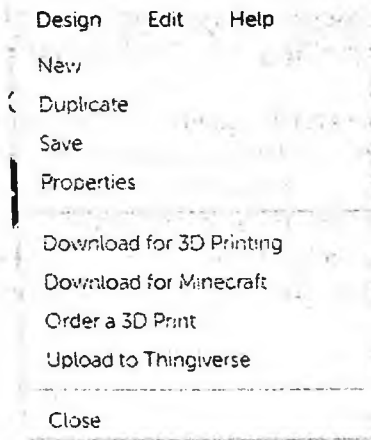 Design Edit Help
New
Duplicate
Save
Properties
Download for 3D Printing
Download for Minecraft
Order a 3D Print
Upload to Thingiverse
Close